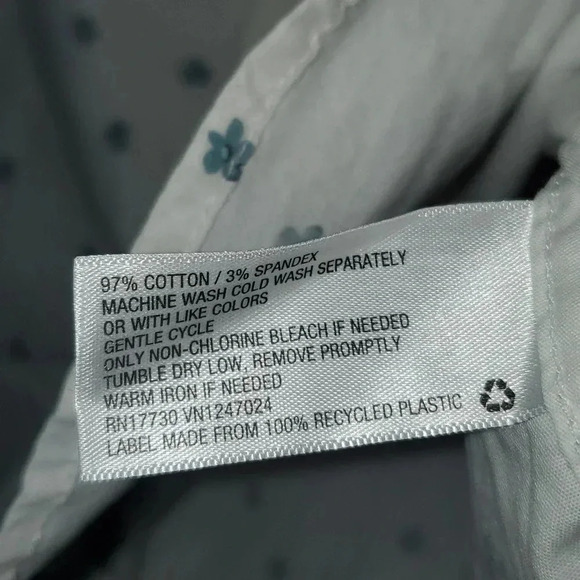 97% COTTON / 3% SPANDEX
MACHINE WASH COLD WASH SEPARATELY
OR WITH LIKE COLORS
GENTLE CYCLE
ONLY NON-CHLORINE BLEACH IF NEEDED
TUMBLE DRY LOW, REMOVE PROMPTLY
WARM IRON IF NEEDED
RN17730 VN1247024
LABEL MADE FROM 100% RECYCLED PLASTIC